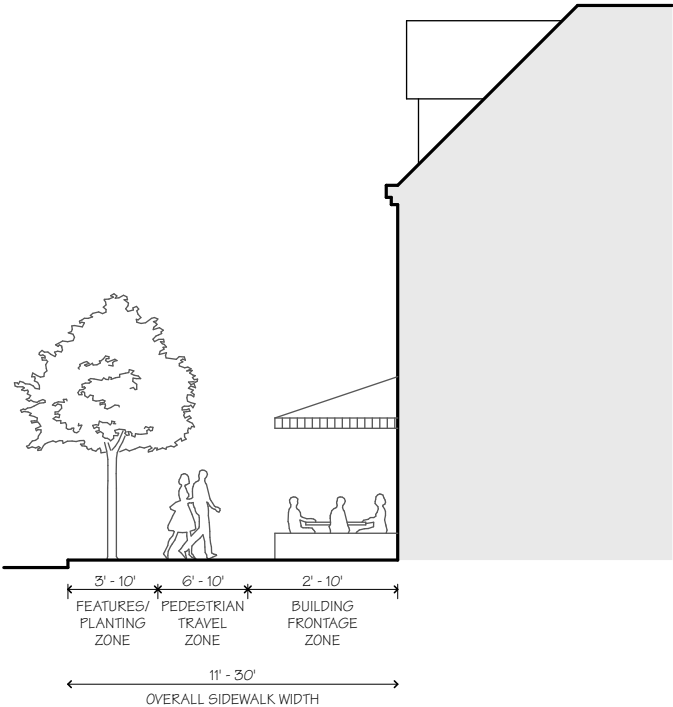 3' - 10'
6' - 10'
2' - 10'
FEATURES/
PLANTING
ZONE
PEDESTRIAN
TRAVEL
ZONE
BUILDING
FRONTAGE
ZONE
11' - 30'
OVERALL SIDEWALK WIDTH